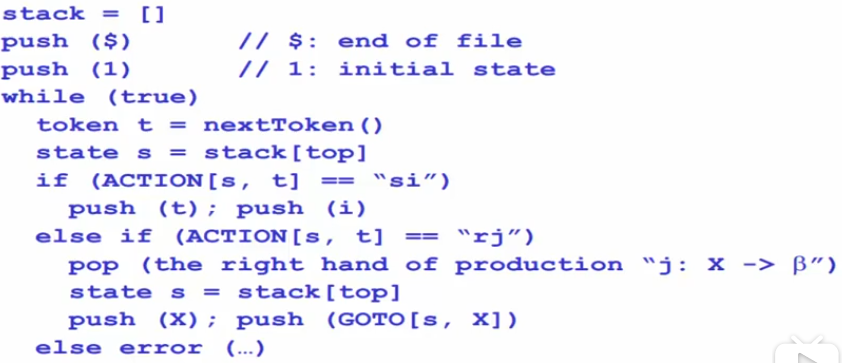 stack = []
push ($)        // $: end of file
push (1)        // 1: initial state
while (true)
  token t = nextToken()
  state s = stack[top]
  if (ACTION[s, t] == “si”)
    push (t); push (i)
  else if (ACTION[s, t] == “rj”)
    pop (the right hand of production “j: X -> β”)
    state s = stack[top]
    push (X); push (GOTO[s, X])
  else error (…)